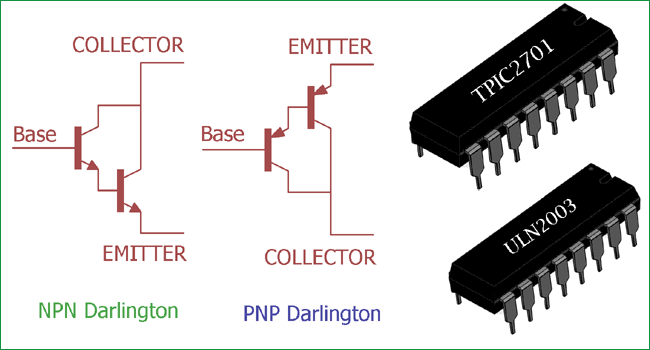 COLLECTOR
Base
EMITTER
NPN Darlington
EMITTER
Base
COLLECTOR
PNP Darlington
TPIC2701
ULN2003